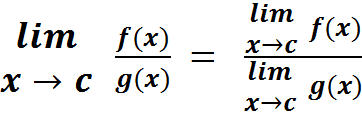 lim x → c f(x)/g(x) = lim x→c f(x) / lim x→c g(x)